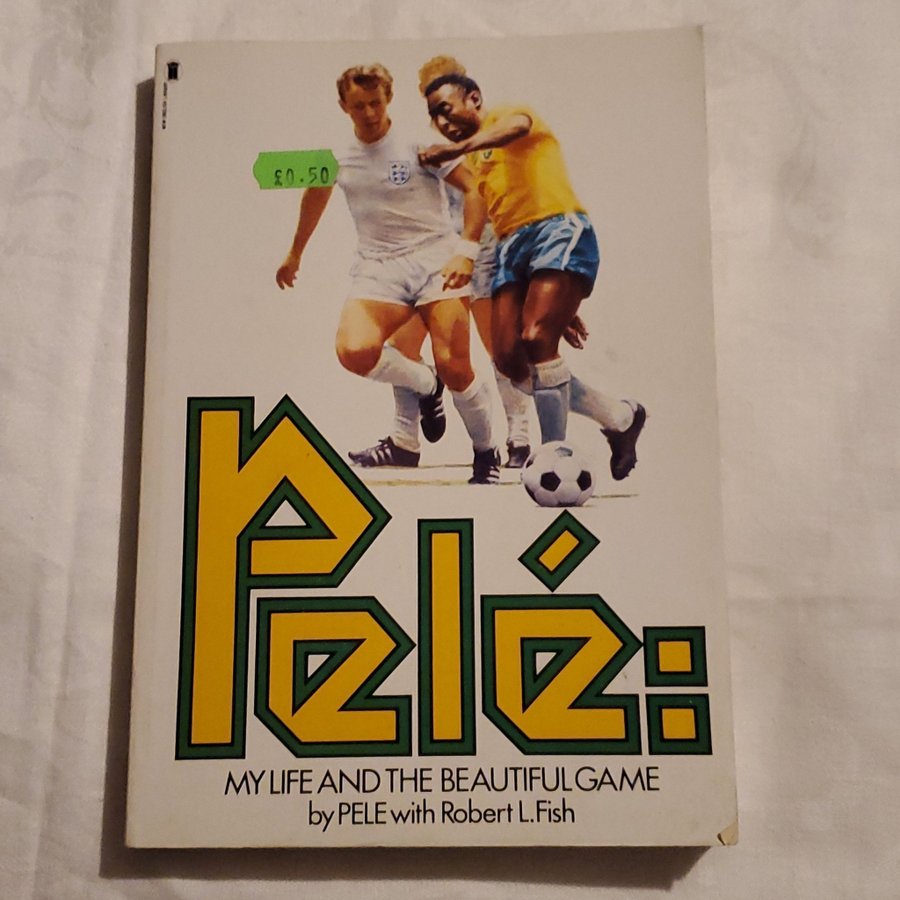 £0.50
Pelé:
MY LIFE AND THE BEAUTIFUL GAME
by PELE with Robert L.Fish